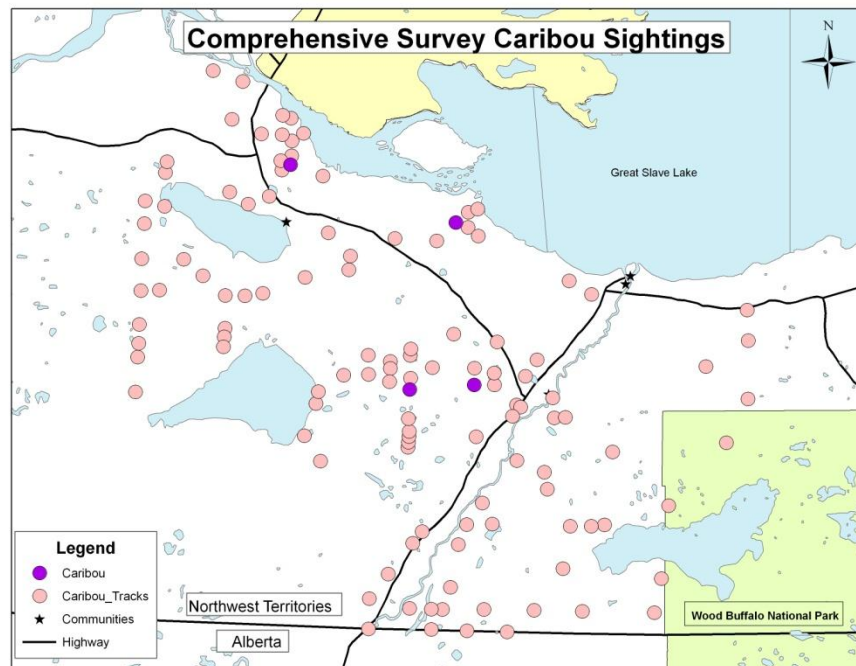 Comprehensive Survey Caribou Sightings
N
Great Slave Lake
Legend
Caribou
Caribou_Tracks
Communities
Highway
Northwest Territories
Alberta
Wood Buffalo National Park